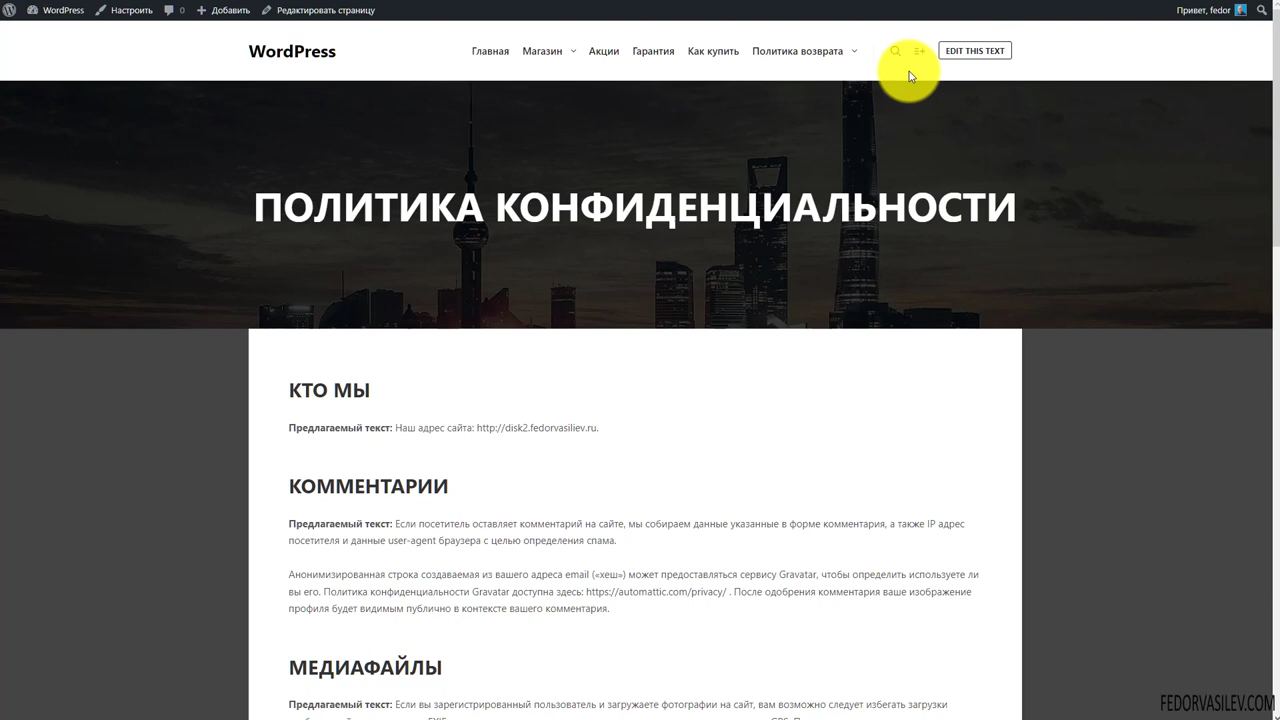 WordPress Настроить 0 Добавить Редактировать страницу Привет, fedor
WordPress Главная Магазин Акции Гарантия Как купить Политика возврата EDIT THIS TEXT
ПОЛИТИКА КОНФИДЕНЦИАЛЬНОСТИ
КТО МЫ
Предлагаемый текст: Наш адрес сайта: http://disk2.fedorvasiliev.ru.
КОММЕНТАРИИ
Предлагаемый текст: Если посетитель оставляет комментарий на сайте, мы собираем данные указанные в форме комментария, а также IP адрес
посетителя и данные user-agent браузера с целью определения спама.
Анонимизированная строка создаваемая из вашего адреса email («хеш») может предоставляться сервису Gravatar, чтобы определить используете ли
вы его. Политика конфиденциальности Gravatar доступна здесь: https://automattic.com/privacy/ . После одобрения комментария ваше изображение
профиля будет видимым публично в контексте вашего комментария.
МЕДИАФАЙЛЫ
Предлагаемый текст: Если вы зарегистрированный пользователь и загружаете фотографии на сайт, вам возможно следует избегать загрузки
FEDORVASILEV.COM